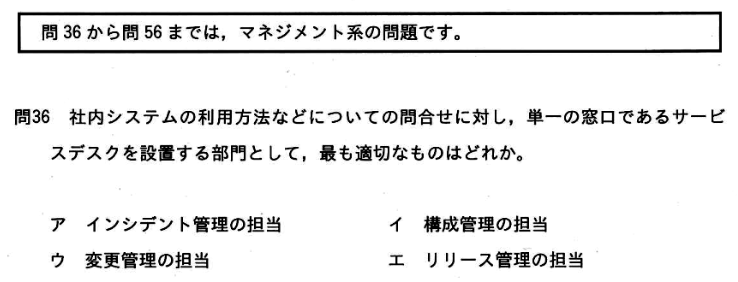 問36から問56までは，マネジメント系の問題です。
問36 社内システムの利用方法などについての問合せに対し，単一の窓口であるサービ
スデスクを設置する部門として，最も適切なものはどれか。
ア インシデント管理の担当 イ 構成管理の担当
ウ 変更管理の担当 エ リリース管理の担当